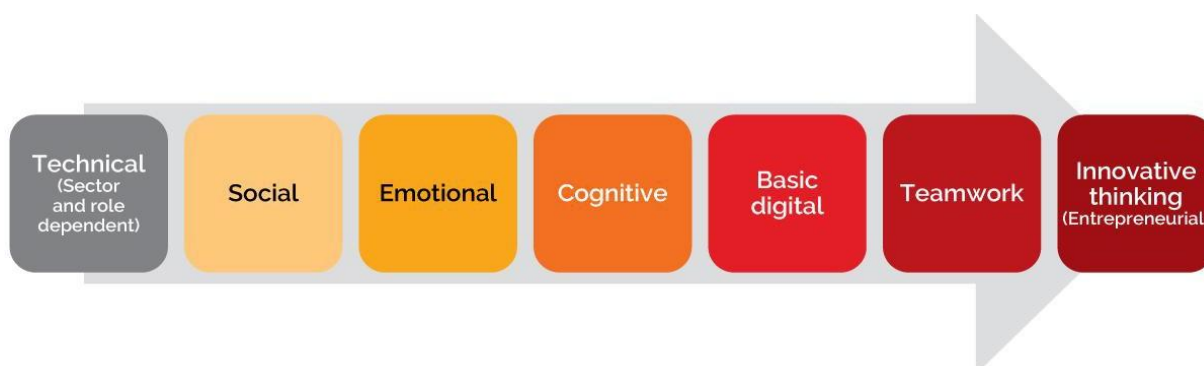 Technical
(Sector
and role
dependent)
Social
Emotional
Cognitive
Basic
digital
Teamwork
Innovative
thinking
(Entrepreneurial